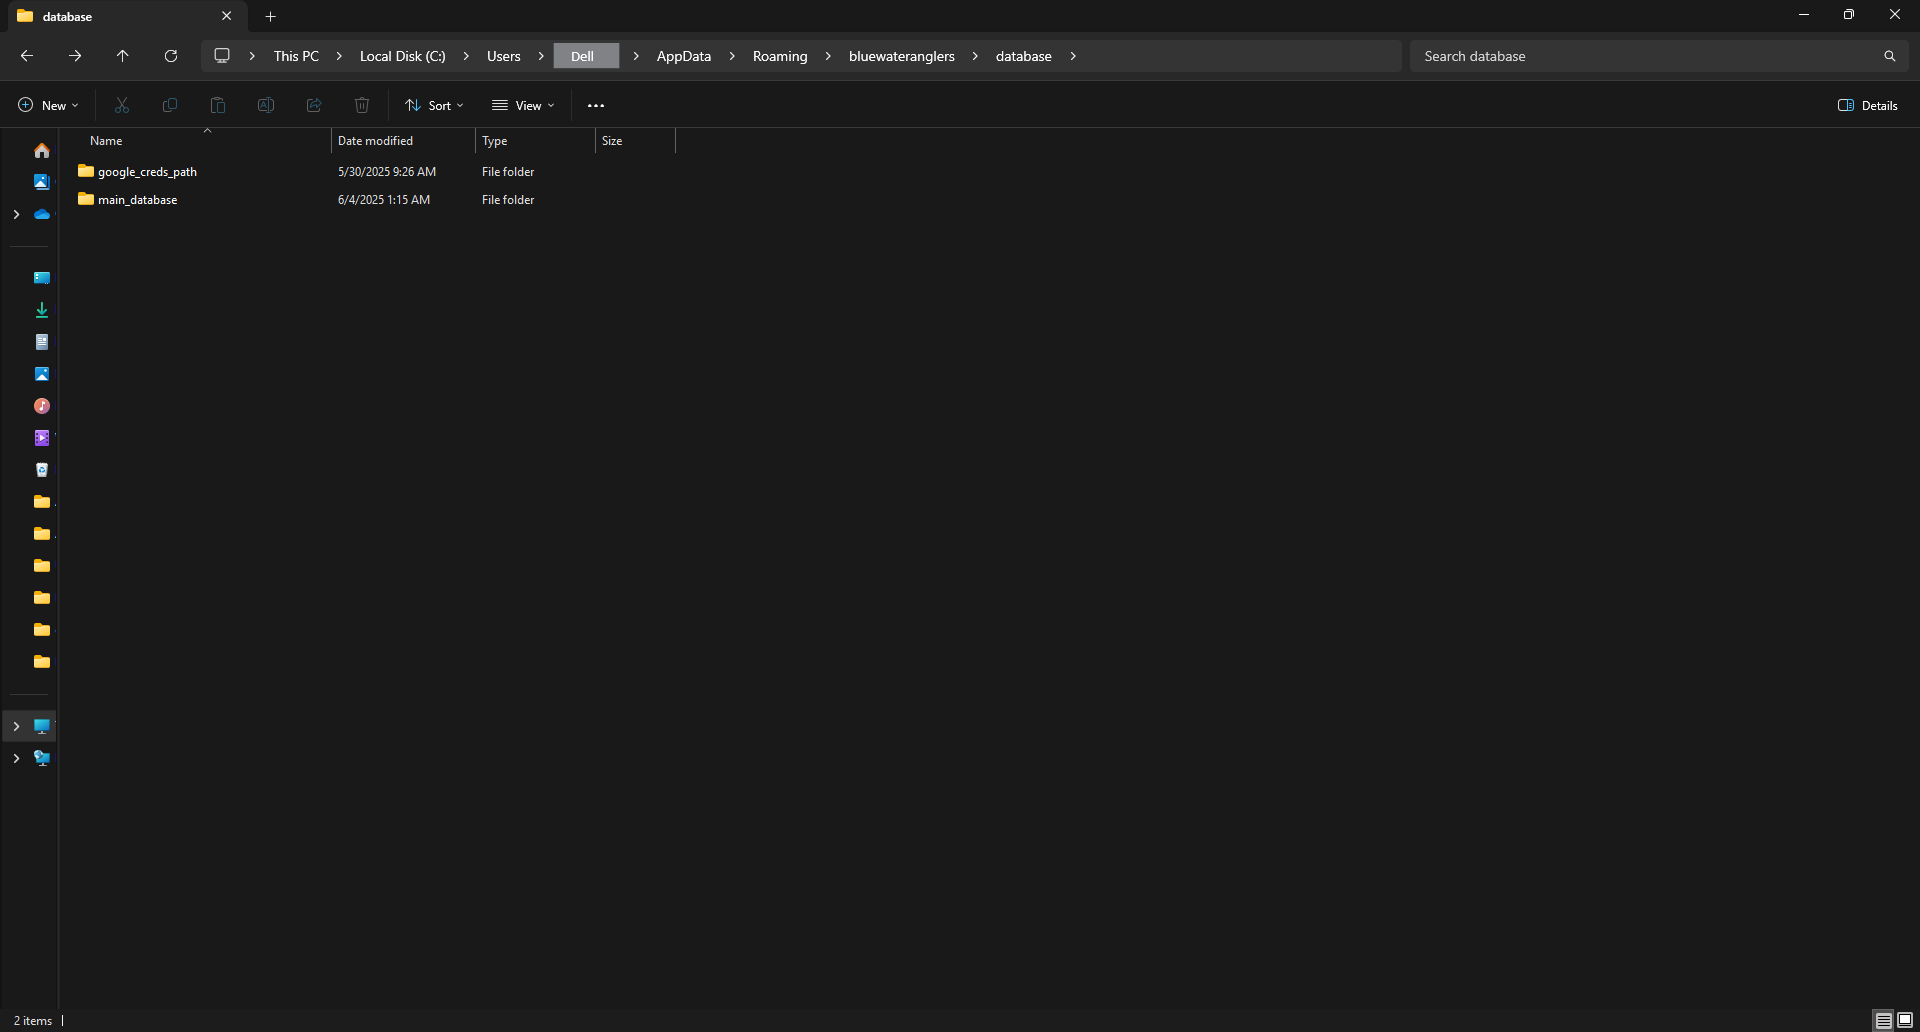 database
This PC > Local Disk (C:) > Users > Dell > AppData > Roaming > bluewateranglers > database >
Search database
New
Sort
View
Details
Name
Date modified
Type
Size
google_creds_path 5/30/2025 9:26 AM File folder
main_database 6/4/2025 1:15 AM File folder
2 items